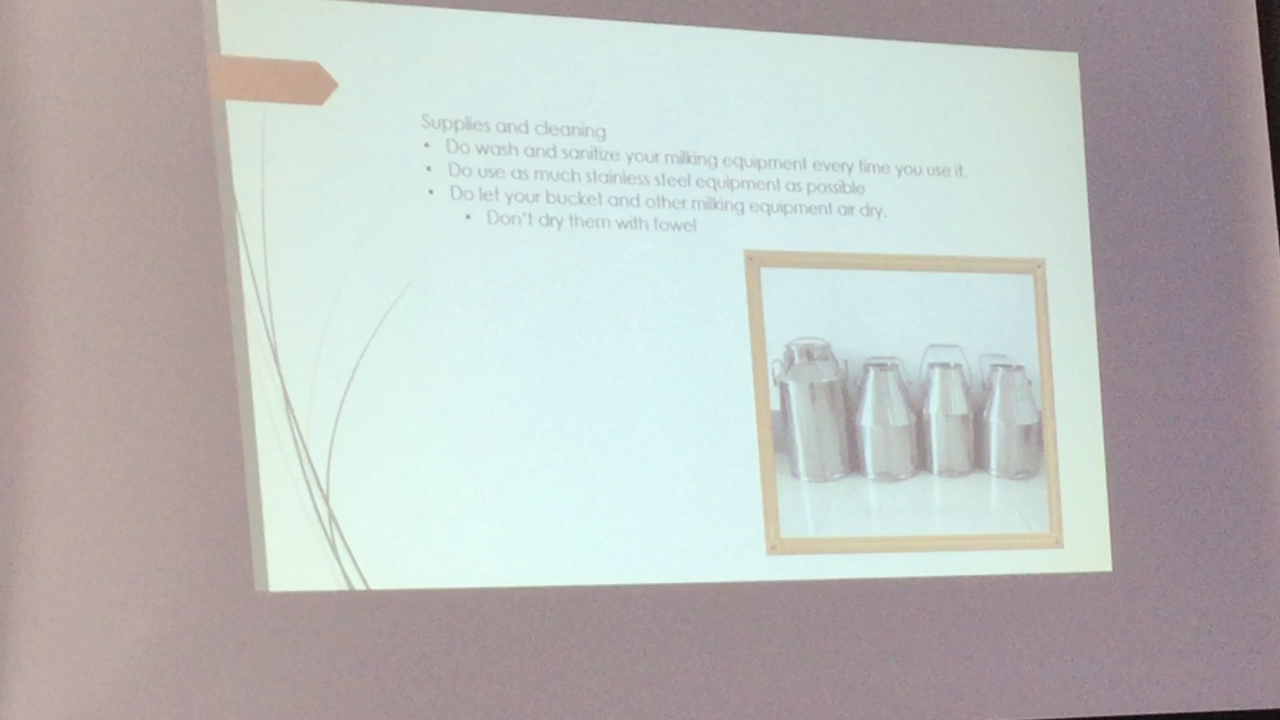 Supplies and cleaning
• Do wash and sanitize your milking equipment every time you use it.
• Do use as much stainless steel equipment as possible
• Do let your bucket and other milking equipment air dry.
• Don't dry them with towel